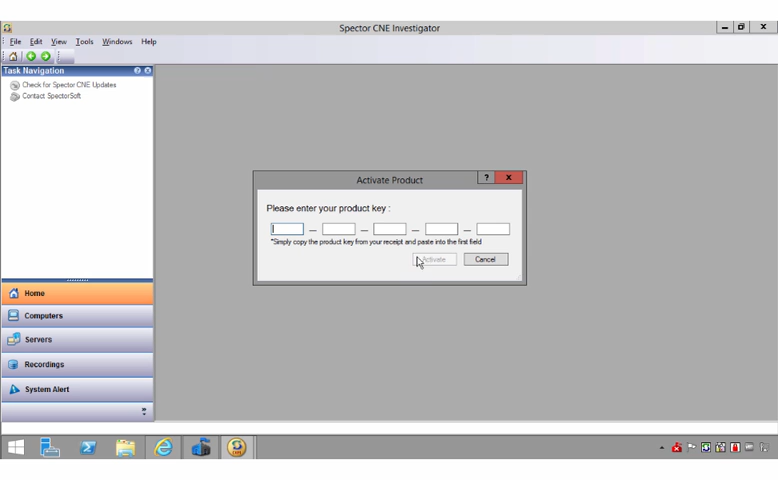 Spector CNE Investigator
File Edit View Tools Windows Help
Task Navigation
Check for Spector CNE Updates
Contact SpectorSoft
Activate Product
Please enter your product key :
*Simply copy the product key from your receipt and paste into the first field
Activate Cancel
Home
Computers
Servers
Recordings
System Alert